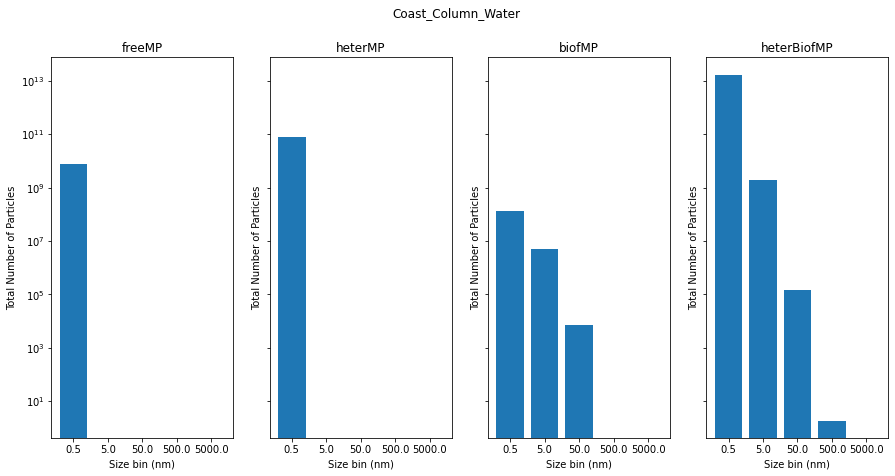 Coast_Column_Water
freeMP
heterMP
biofMP
heterBiofMP
Total Number of Particles
10^13
10^11
10^9
10^7
10^5
10^3
10^1
0.5 5.0 50.0 500.0 5000.0
Size bin (nm)
Total Number of Particles
0.5 5.0 50.0 500.0 5000.0
Size bin (nm)
Total Number of Particles
0.5 5.0 50.0 500.0 5000.0
Size bin (nm)
Total Number of Particles
0.5 5.0 50.0 500.0 5000.0
Size bin (nm)